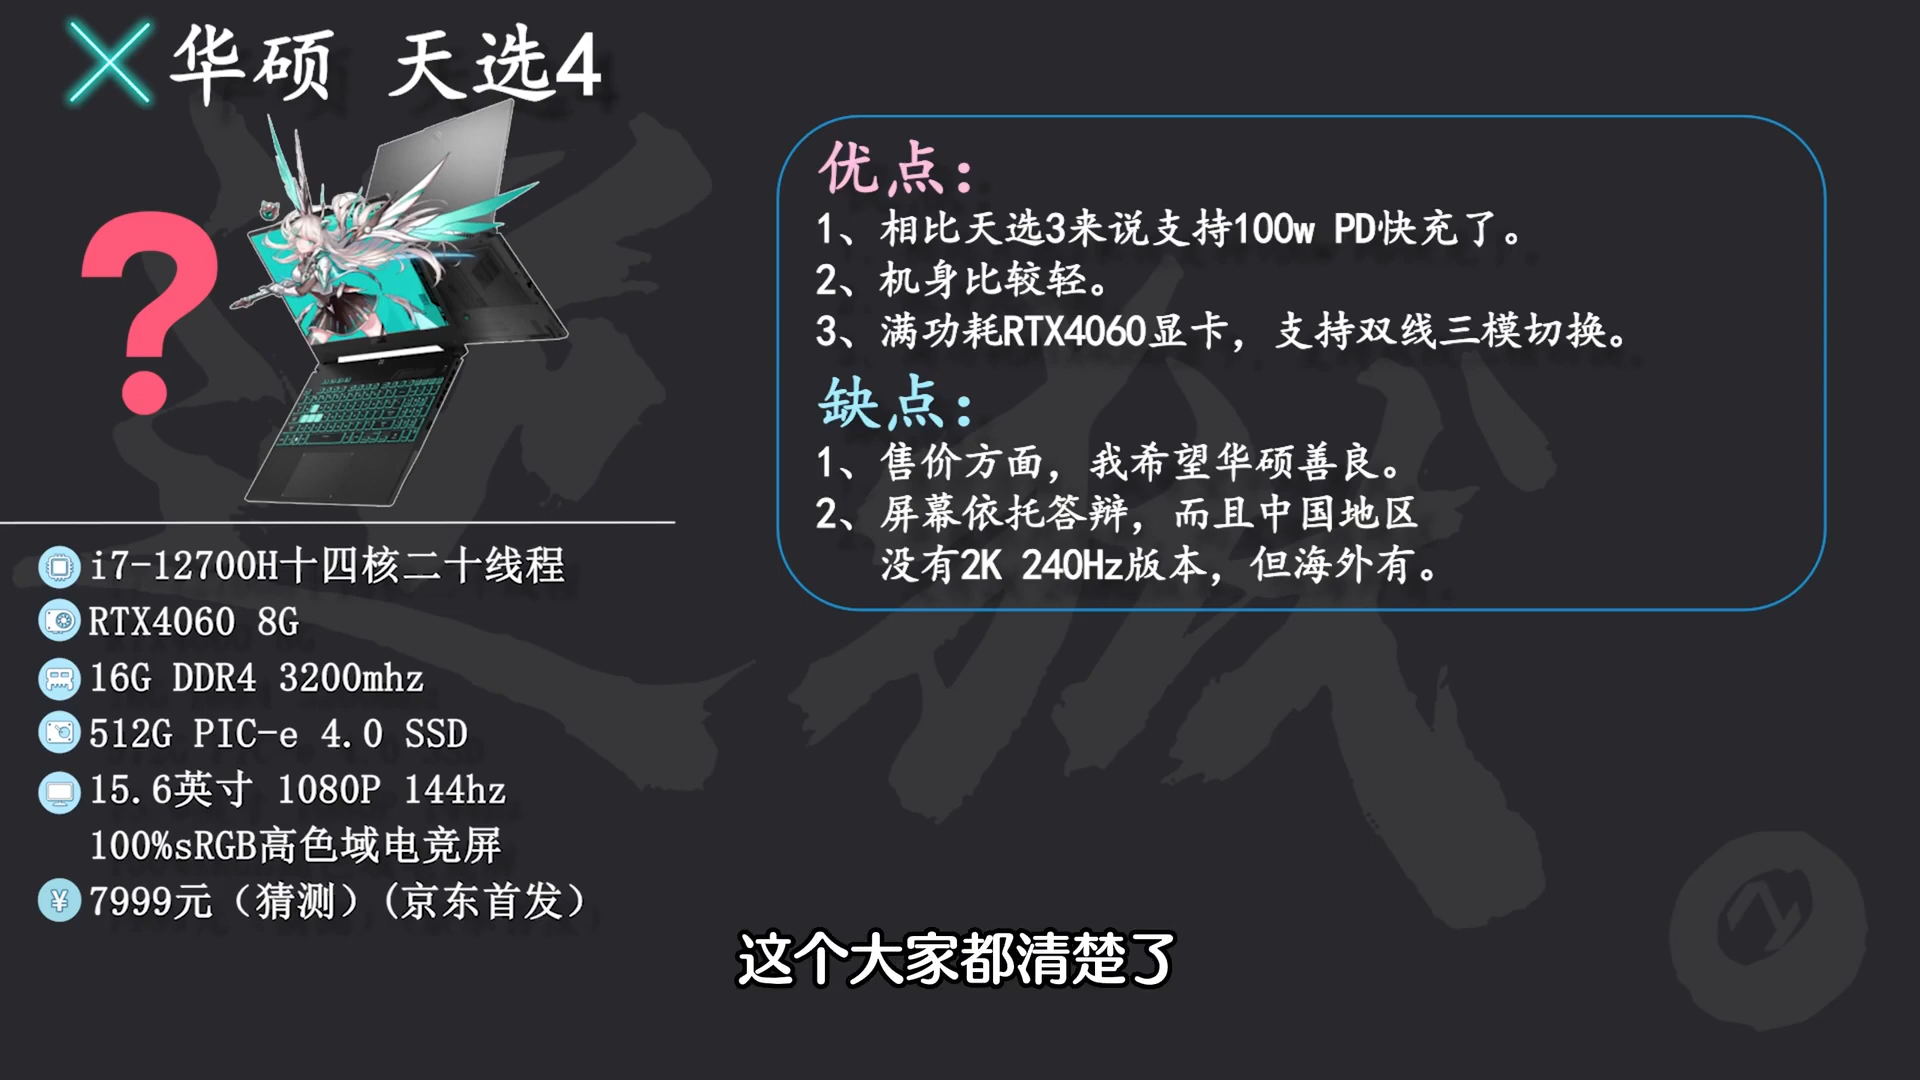 华硕 天选4
优点：
1、相比天选3来说支持100w PD快充了。
2、机身比较轻。
3、满功耗RTX4060显卡，支持双线三模切换。
缺点：
1、售价方面，我希望华硕善良。
2、屏幕依托答辩，而且中国地区
没有2K 240Hz版本，但海外有。
i7-12700H十四核二十线程
RTX4060 8G
16G DDR4 3200mhz
512G PIC-e 4.0 SSD
15.6英寸 1080P 144hz
100%sRGB高色域电竞屏
7999元（猜测）(京东首发）
这个大家都清楚了